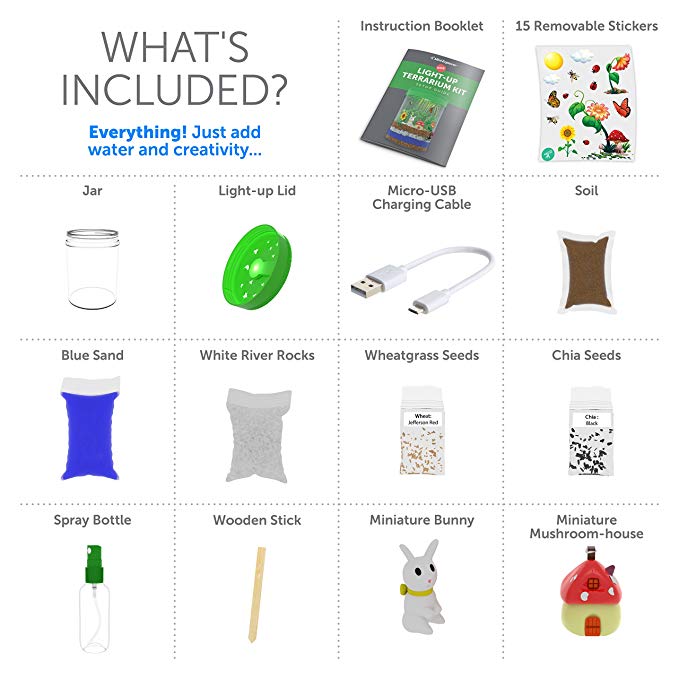 WHAT'S
INCLUDED?
Everything! Just add
water and creativity...
Instruction Booklet
LIGHT-UP
TERRARIUM KIT
SETUP GUIDE
15 Removable Stickers
Jar
Light-up Lid
Micro-USB
Charging Cable
Soil
Blue Sand
White River Rocks
Wheatgrass Seeds
Wheat:
Jefferson Red
Chia Seeds
Chia :
Black
Spray Bottle
Wooden Stick
Miniature Bunny
Miniature
Mushroom-house